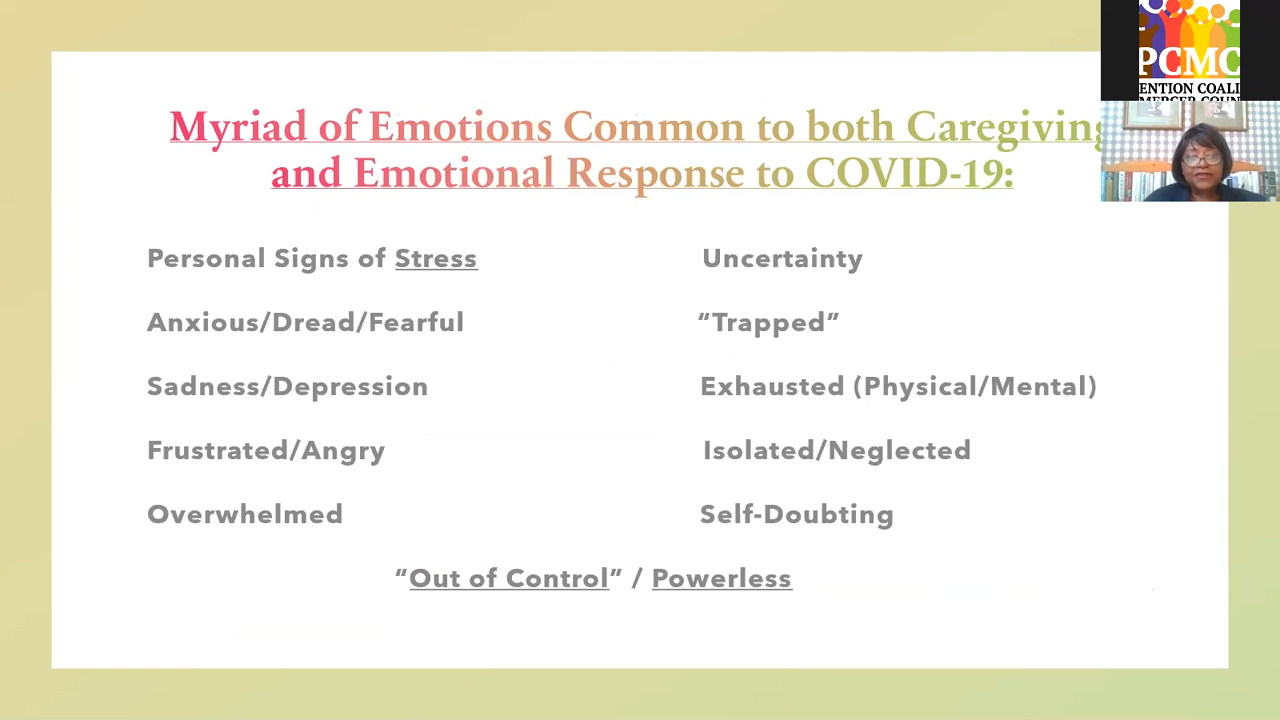 Myriad of Emotions Common to both Caregiving
and Emotional Response to COVID-19:
Personal Signs of Stress
Uncertainty
Anxious/Dread/Fearful
“Trapped”
Sadness/Depression
Exhausted (Physical/Mental)
Frustrated/Angry
Isolated/Neglected
Overwhelmed
Self-Doubting
“Out of Control” / Powerless
PCMC
ENTION COALI
MERCER COUN